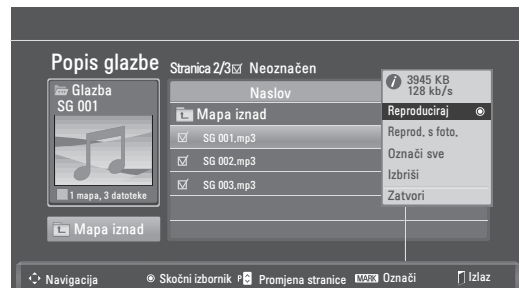 Popis glazbe
Stranica 2/3 Neoznačen
Glazba
SG 001
1 mapa, 3 datoteke
Mapa iznad
Naslov
Mapa iznad
SG 001.mp3
SG 002.mp3
SG 003.mp3
3945 KB
128 kb/s
Reproduciraj
Reprod. s foto.
Označi sve
Izbriši
Zatvori
Navigacija Skočni izbornik P Promjena stranice MARK Označi Izlaz